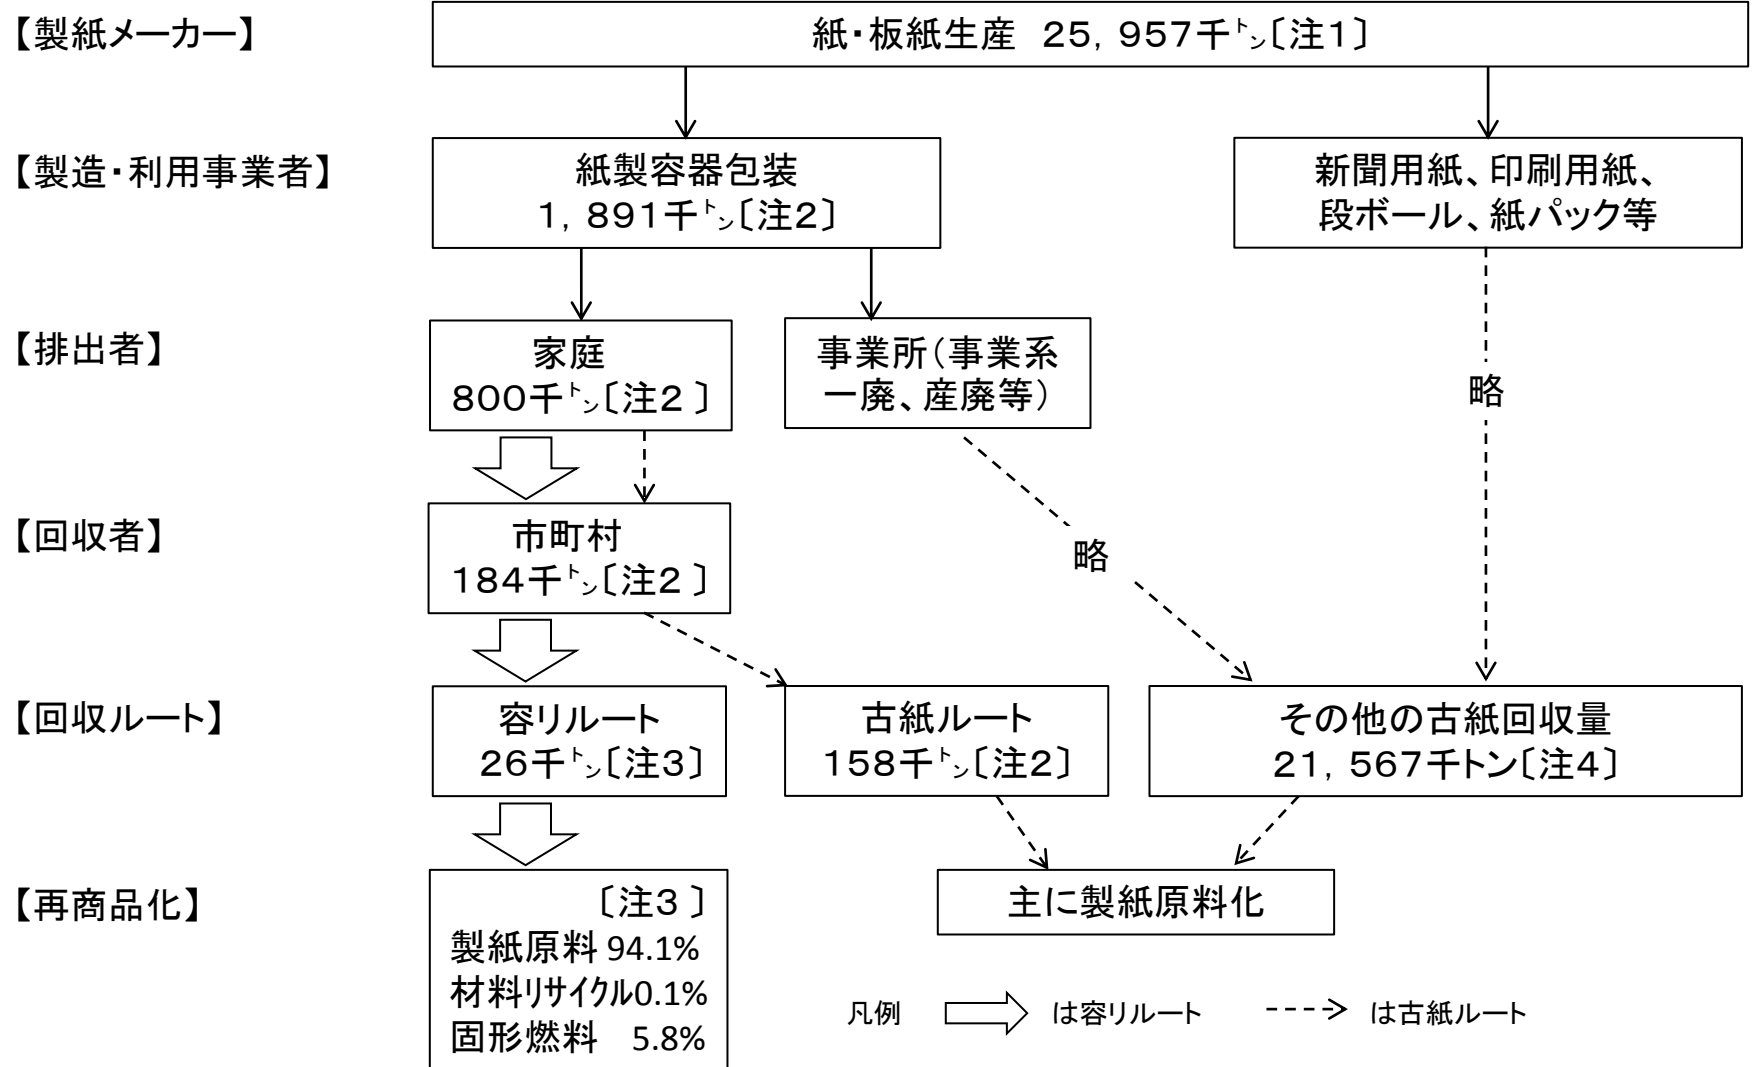 【製紙メーカー】
紙・板紙生産　２５，９５７千㌧〔注１〕
【製造・利用事業者】
紙製容器包装
１，８９１千㌧〔注２〕
新聞用紙、印刷用紙、
段ボール、紙パック等
【排出者】
家庭
８００千㌧〔注２〕
事業所（事業系
一廃、産廃等）
略
【回収者】
市町村
１８４千㌧〔注２〕
略
【回収ルート】
容リルート
２６千㌧〔注３〕
古紙ルート
１５８千㌧〔注２〕
その他の古紙回収量
２１，５６７千トン〔注４〕
【再商品化】
〔注３〕
製紙原料 94.1%
材料ﾘｻｲｸﾙ0.1%
固形燃料　5.8%
主に製紙原料化
凡例
は容リルート
は古紙ルート